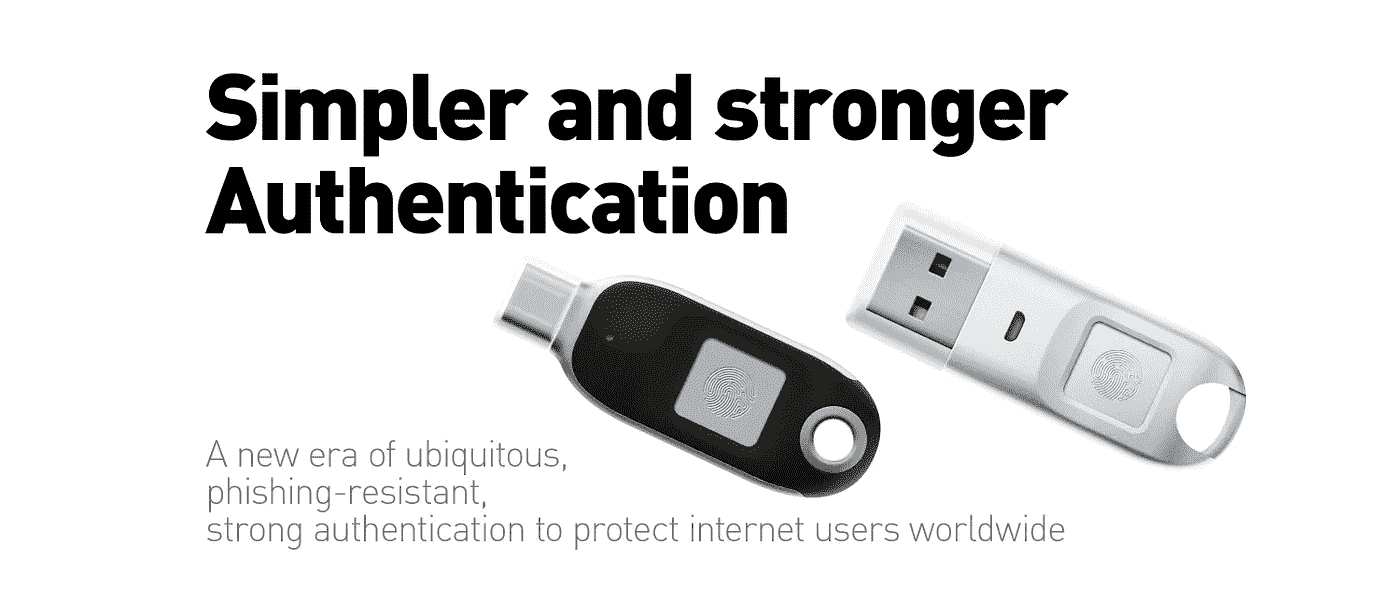 Simpler and stronger
Authentication
A new era of ubiquitous,
phishing-resistant,
strong authentication to protect internet users worldwide